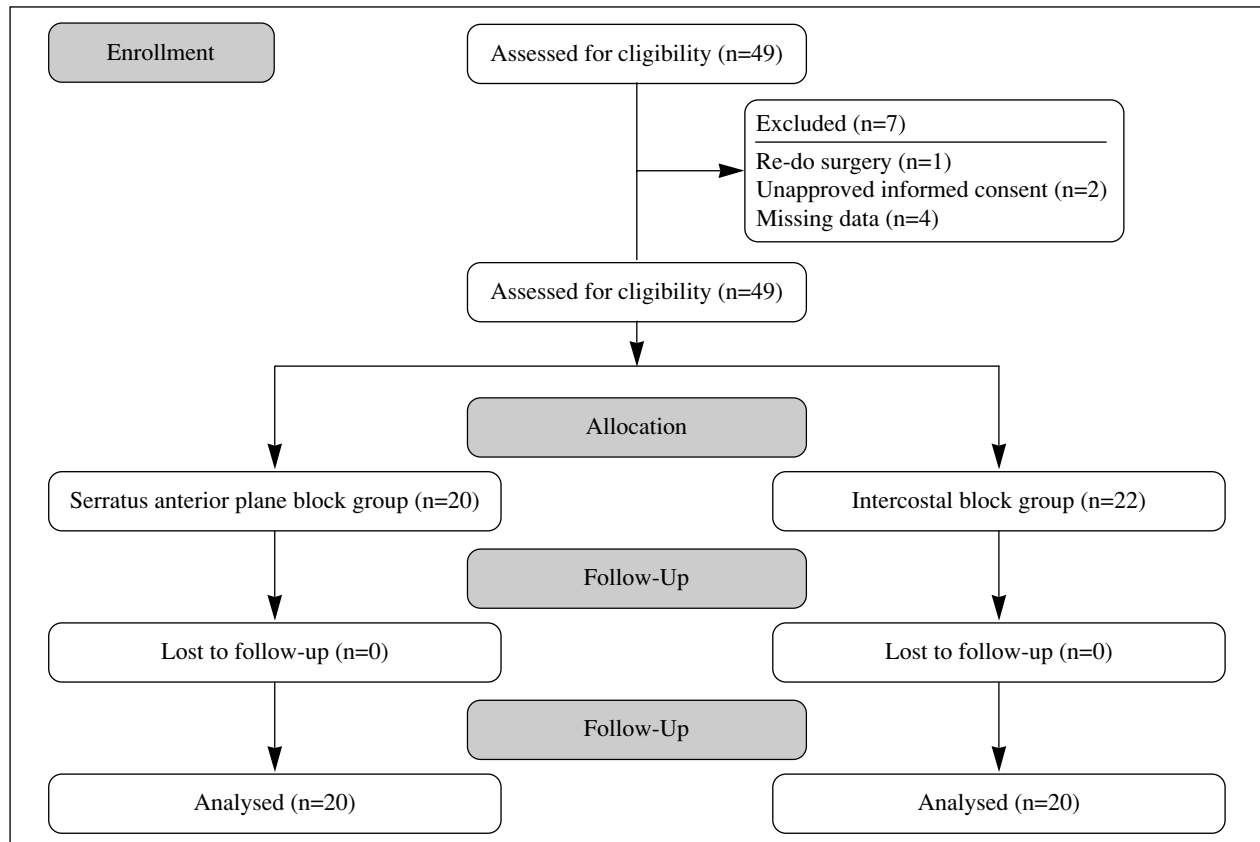 Enrollment
Assessed for cligibility (n=49)
Excluded (n=7)
Re-do surgery (n=1)
Unapproved informed consent (n=2)
Missing data (n=4)
Assessed for cligibility (n=49)
Allocation
Serratus anterior plane block group (n=20)
Intercostal block group (n=22)
Follow-Up
Lost to follow-up (n=0)
Lost to follow-up (n=0)
Follow-Up
Analysed (n=20)
Analysed (n=20)